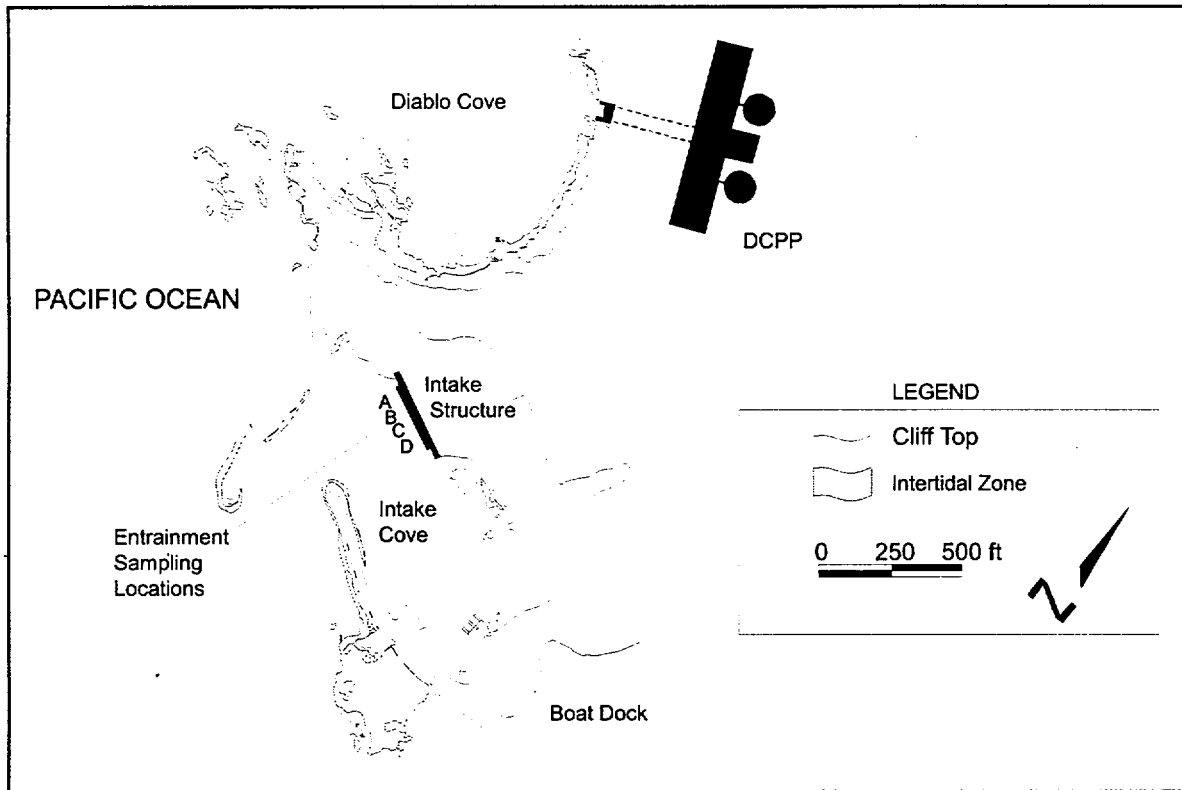 Diablo Cove
DCPP
PACIFIC OCEAN
Intake
Structure
A
B
C
D
LEGEND
Cliff Top
Intertidal Zone
0 250 500 ft
N
Intake
Cove
Entrainment
Sampling
Locations
Boat Dock